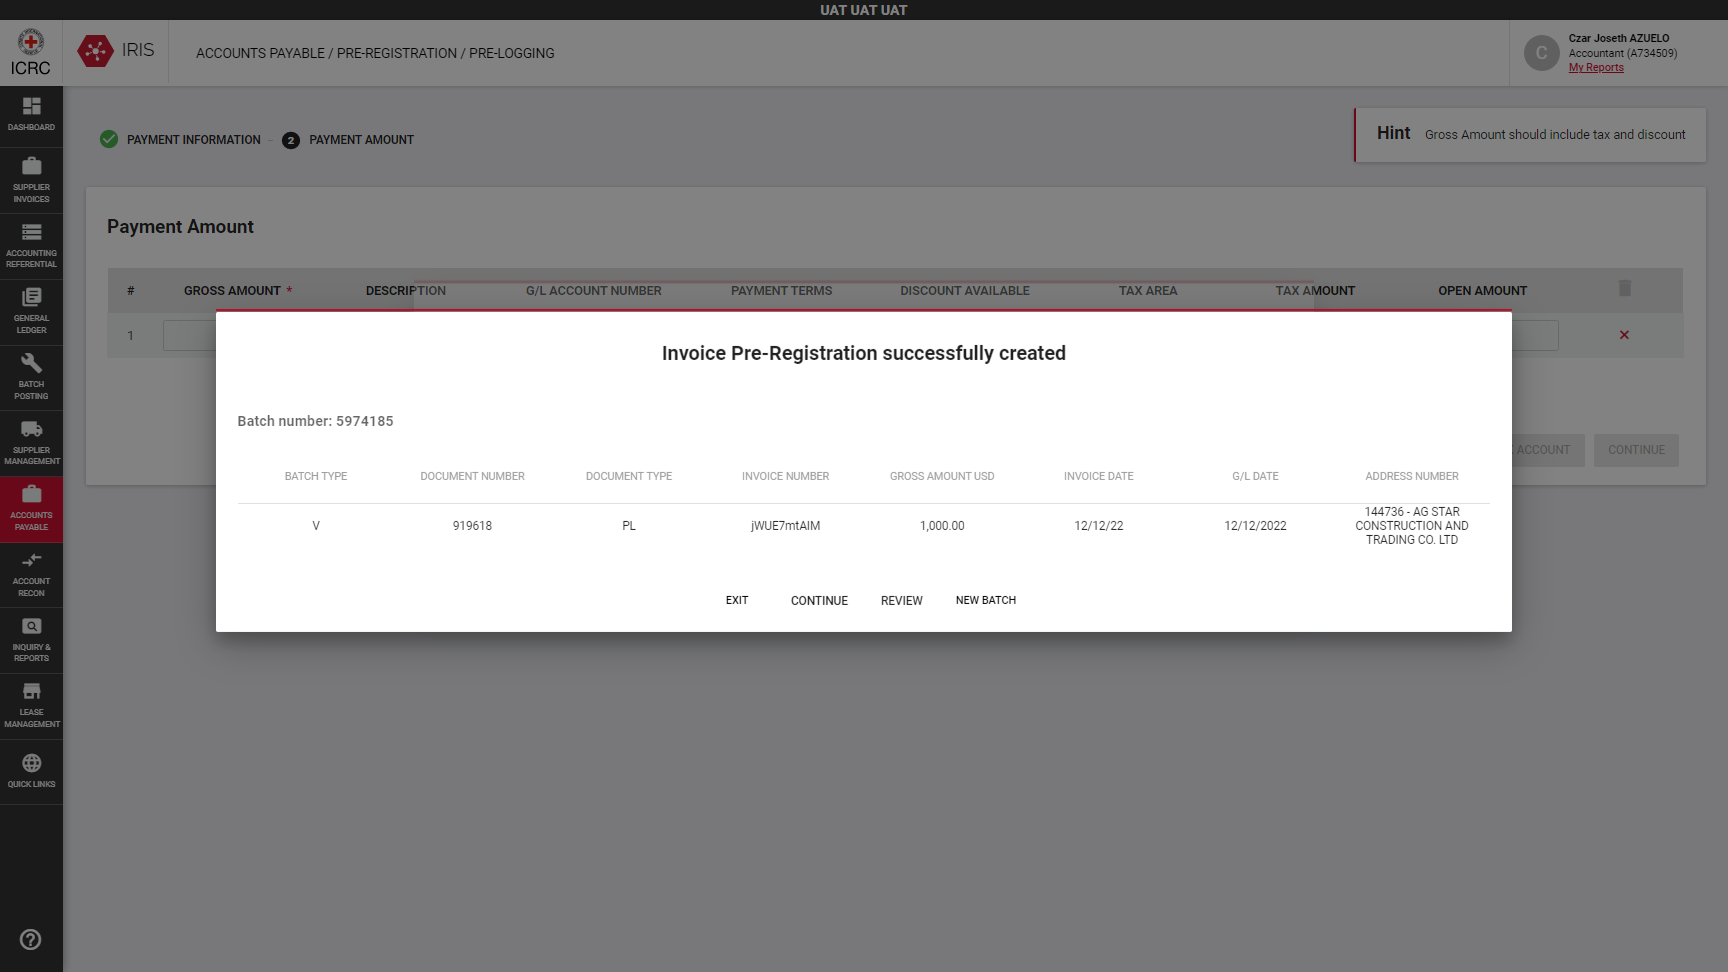 UAT UAT UAT
ICRC
IRIS
ACCOUNTS PAYABLE / PRE-REGISTRATION / PRE-LOGGING
C
Czar Joseth AZUELO
Accountant (A734509)
My Reports
DASHBOARD
SUPPLIER
INVOICES
ACCOUNTING
REFERENTIAL
GENERAL
LEDGER
BATCH
POSTING
SUPPLIER
MANAGEMENT
ACCOUNTS
PAYABLE
ACCOUNT
RECON
INQUIRY &
REPORTS
LEASE
MANAGEMENT
QUICK LINKS
PAYMENT INFORMATION
2 PAYMENT AMOUNT
Hint Gross Amount should include tax and discount
Payment Amount
# GROSS AMOUNT * DESCRIPTION G/L ACCOUNT NUMBER PAYMENT TERMS DISCOUNT AVAILABLE TAX AREA TAX AMOUNT OPEN AMOUNT
1
ACCOUNT CONTINUE
Invoice Pre-Registration successfully created
Batch number: 5974185
BATCH TYPE DOCUMENT NUMBER DOCUMENT TYPE INVOICE NUMBER GROSS AMOUNT USD INVOICE DATE G/L DATE ADDRESS NUMBER
V 919618 PL jWUE7mtAIM 1,000.00 12/12/22 12/12/2022 144736 - AG STAR
CONSTRUCTION AND
TRADING CO. LTD
EXIT CONTINUE REVIEW NEW BATCH